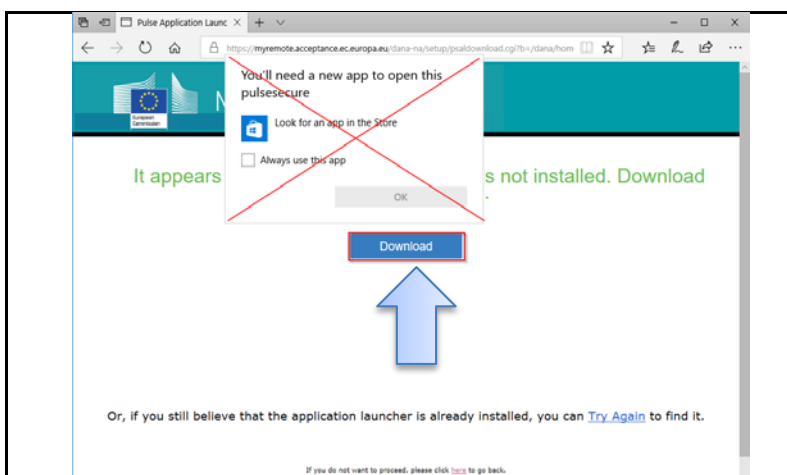 Pulse Application Launc
https://myremote.acceptance.ec.europa.eu/dana-na/setup/psaldownload.cgi?b=/dana/hom
You'll need a new app to open this
pulsesecure
Look for an app in the Store
Always use this app
OK
European
Commission
It appears s not installed. Download
Download
Or, if you still believe that the application launcher is already installed, you can Try Again to find it.
If you do not want to proceed, please click here to go back.